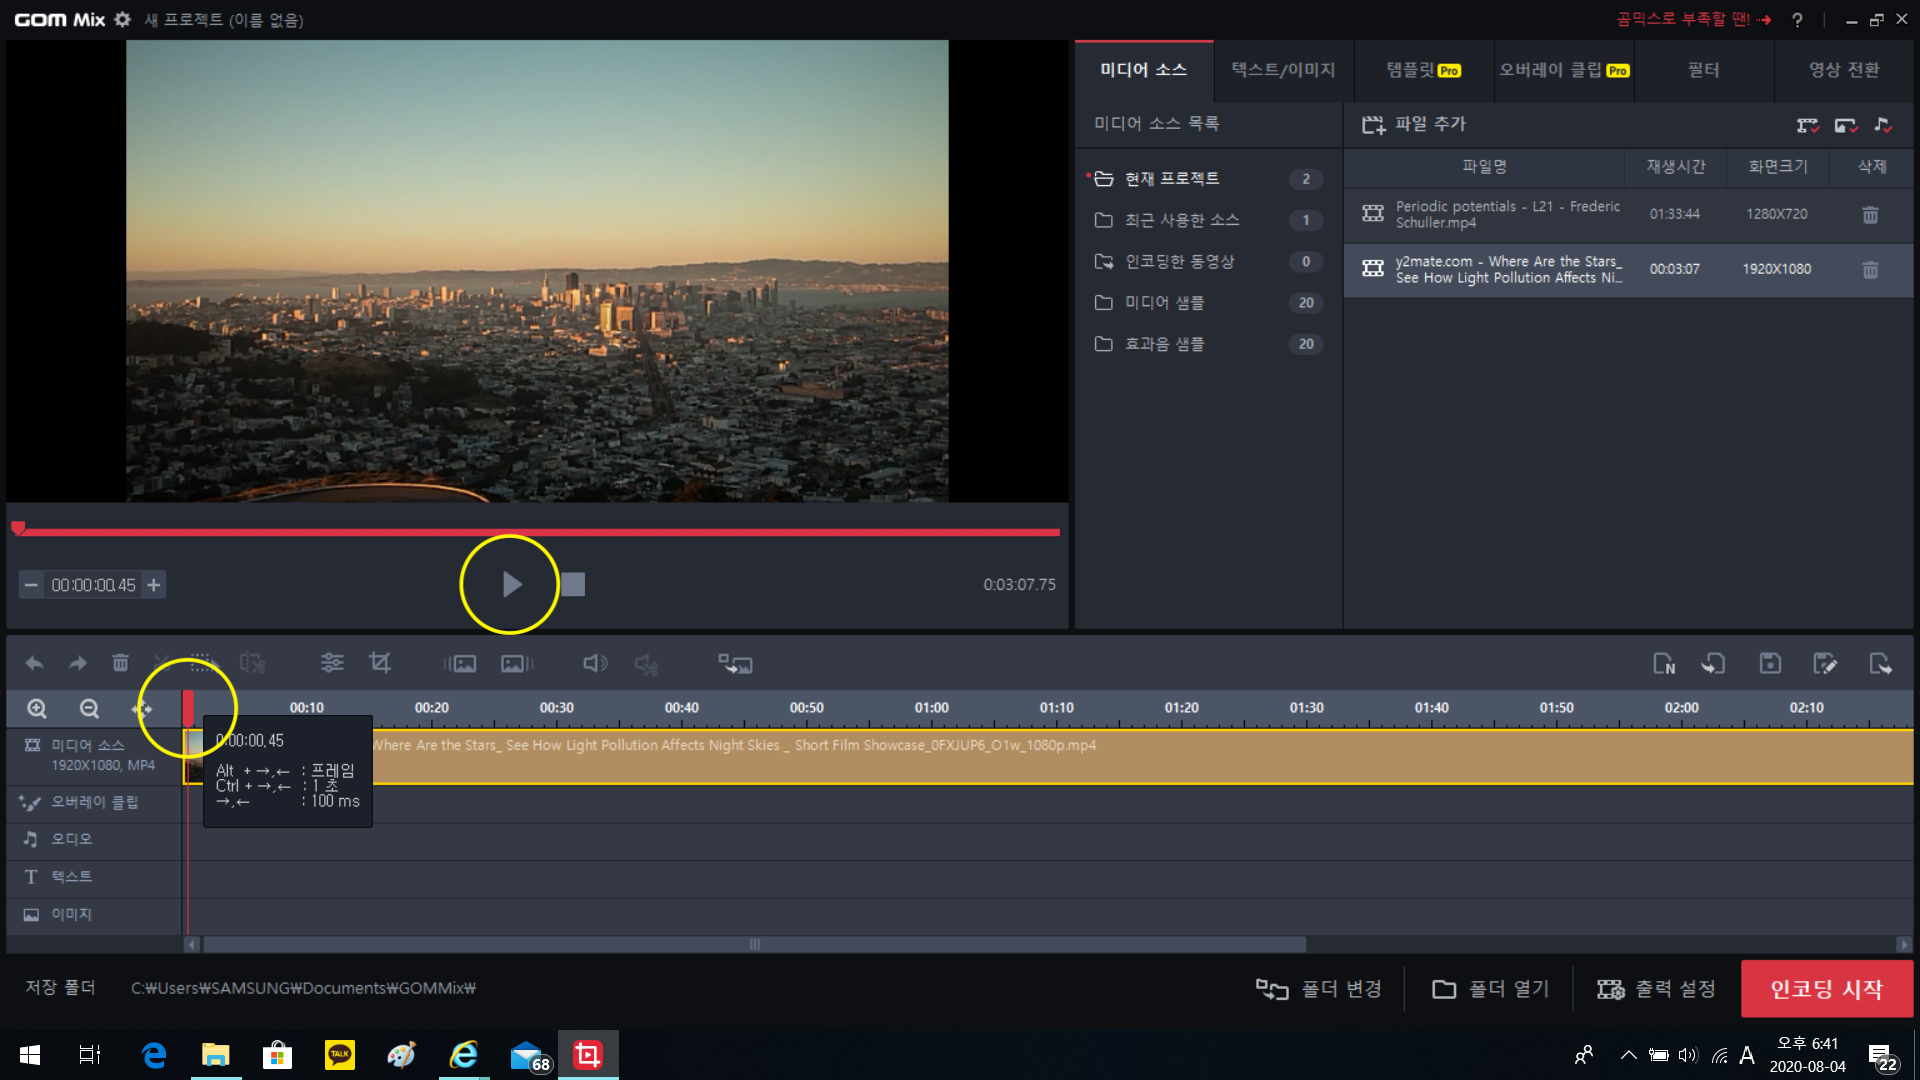 GOM Mix 새 프로젝트 (이름 없음)
곰믹스로 부족할 땐! ?
미디어 소스 텍스트/이미지 템플릿 Pro 오버레이 클립 Pro 필터 영상 전환
미디어 소스 목록
파일 추가
현재 프로젝트 2
최근 사용한 소스 1
인코딩한 동영상 0
미디어 샘플 20
효과음 샘플 20
파일명 재생시간 화면크기 삭제
Periodic potentials - L21 - Frederic
Schuller.mp4
01:33:44 1280X720
y2mate.com - Where Are the Stars_
See How Light Pollution Affects Ni...
00:03:07 1920X1080
00:00:00.45
0:03:07.75
N
00:10 00:20 00:30 00:40 00:50 01:00 01:10 01:20 01:30 01:40 01:50 02:00 02:10
미디어 소스
1920X1080, MP4
Where Are the Stars_ See How Light Pollution Affects Night Skies _ Short Film Showcase_0FXJUP6_O1w_1080p.mp4
0:00:00.45
Alt + →,← : 프레임
Ctrl + →,← : 1 초
→,← : 100 ms
오버레이 클립
오디오
T 텍스트
이미지
저장 폴더 C:₩Users₩SAMSUNG₩Documents₩GOMMix₩
폴더 변경 폴더 열기 출력 설정 인코딩 시작
TALK
68
A
오후 6:41
2020-08-04
22